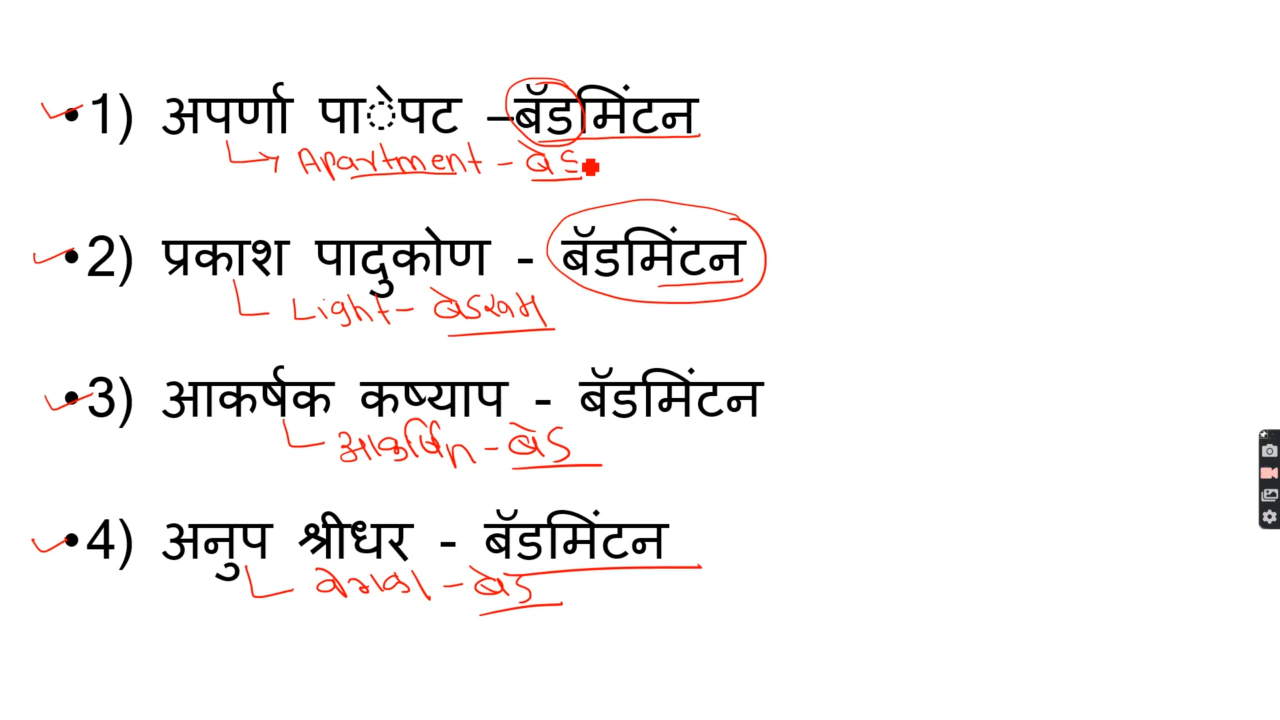 •1) अपर्णा पाेपट –बॅडमिंटन
Apartment - बेड
•2) प्रकाश पादुकोण - बॅडमिंटन
Light - बेडरूम
•3) आकर्षक कष्याप - बॅडमिंटन
- बेड
•4) अनुप श्रीधर - बॅडमिंटन
- बेड